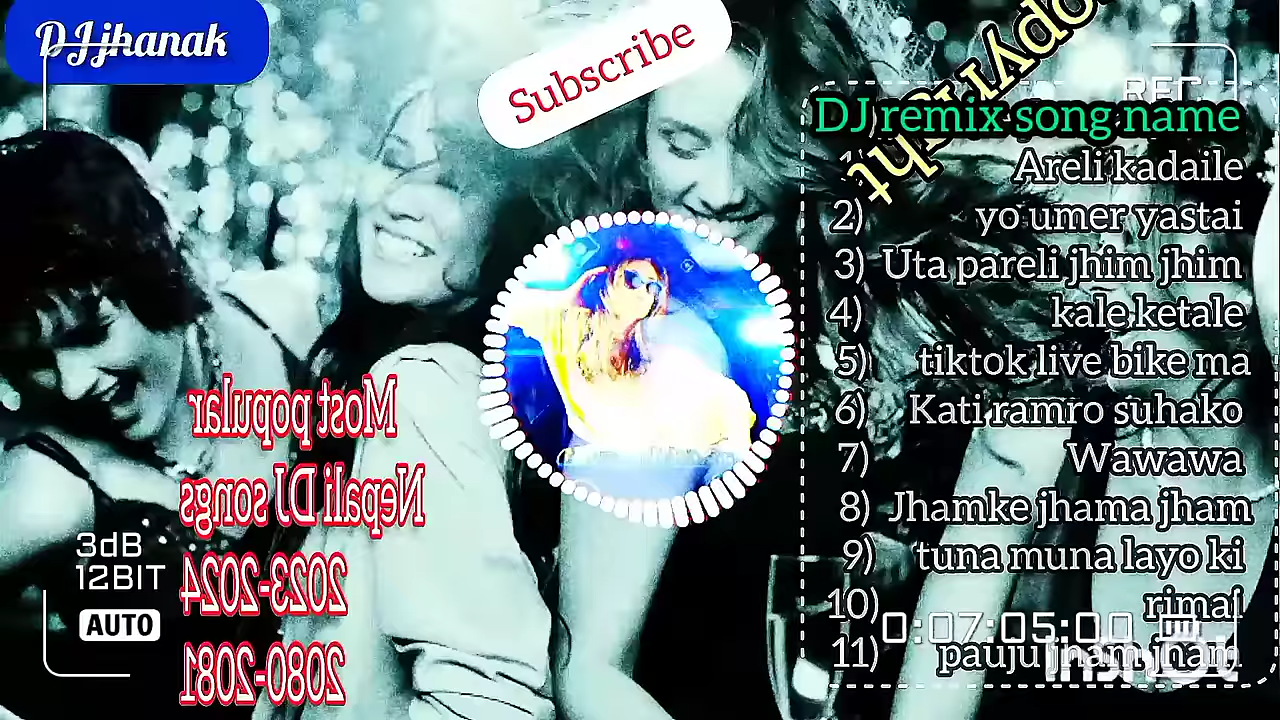 DJjhanak
Subscribe
REC
DJ remix song name
Areli kadaile
2) yo umer yastai
3) Uta pareli jhim jhim
4) kale ketale
5) tiktok live bike ma
6) Kati ramro suhako
7) Wawawa
8) Jhamke jhama jham
9) tuna muna layo ki
10) rimai
11) pauju jham jham
Most popular
Nepali DJ songs
2023-2024
2080-2081
3dB
12BIT
AUTO
0:07:05:00